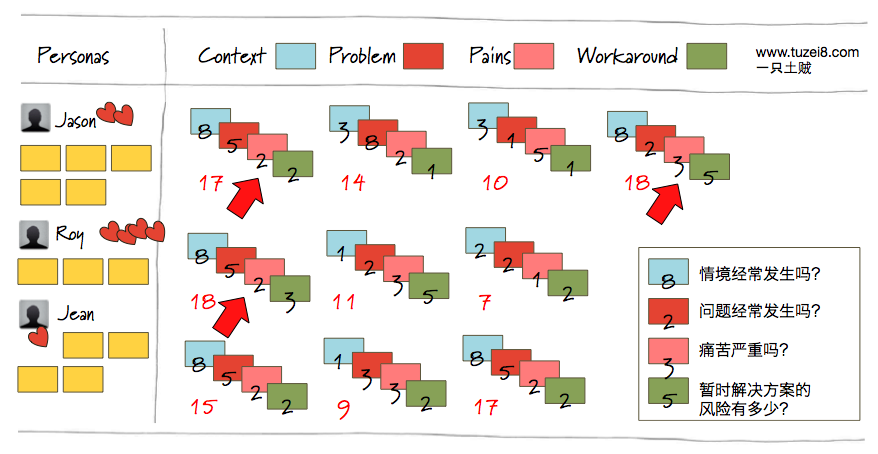 Personas
Context Problem Pains Workaround
www.tuzei8.com
一只土贼
Jason
8 5 2 2
17
3 8 2 1
14
3 1 5 1
10
8 2 3 5
18
Roy
8 5 2 3
18
1 2 3 5
11
2 2 1 2
7
Jean
8 5 2 2
15
1 3 3 2
9
8 5 2 2
17
8 情境经常发生吗?
2 问题经常发生吗?
3 痛苦严重吗?
5 暂时解决方案的
风险有多少?